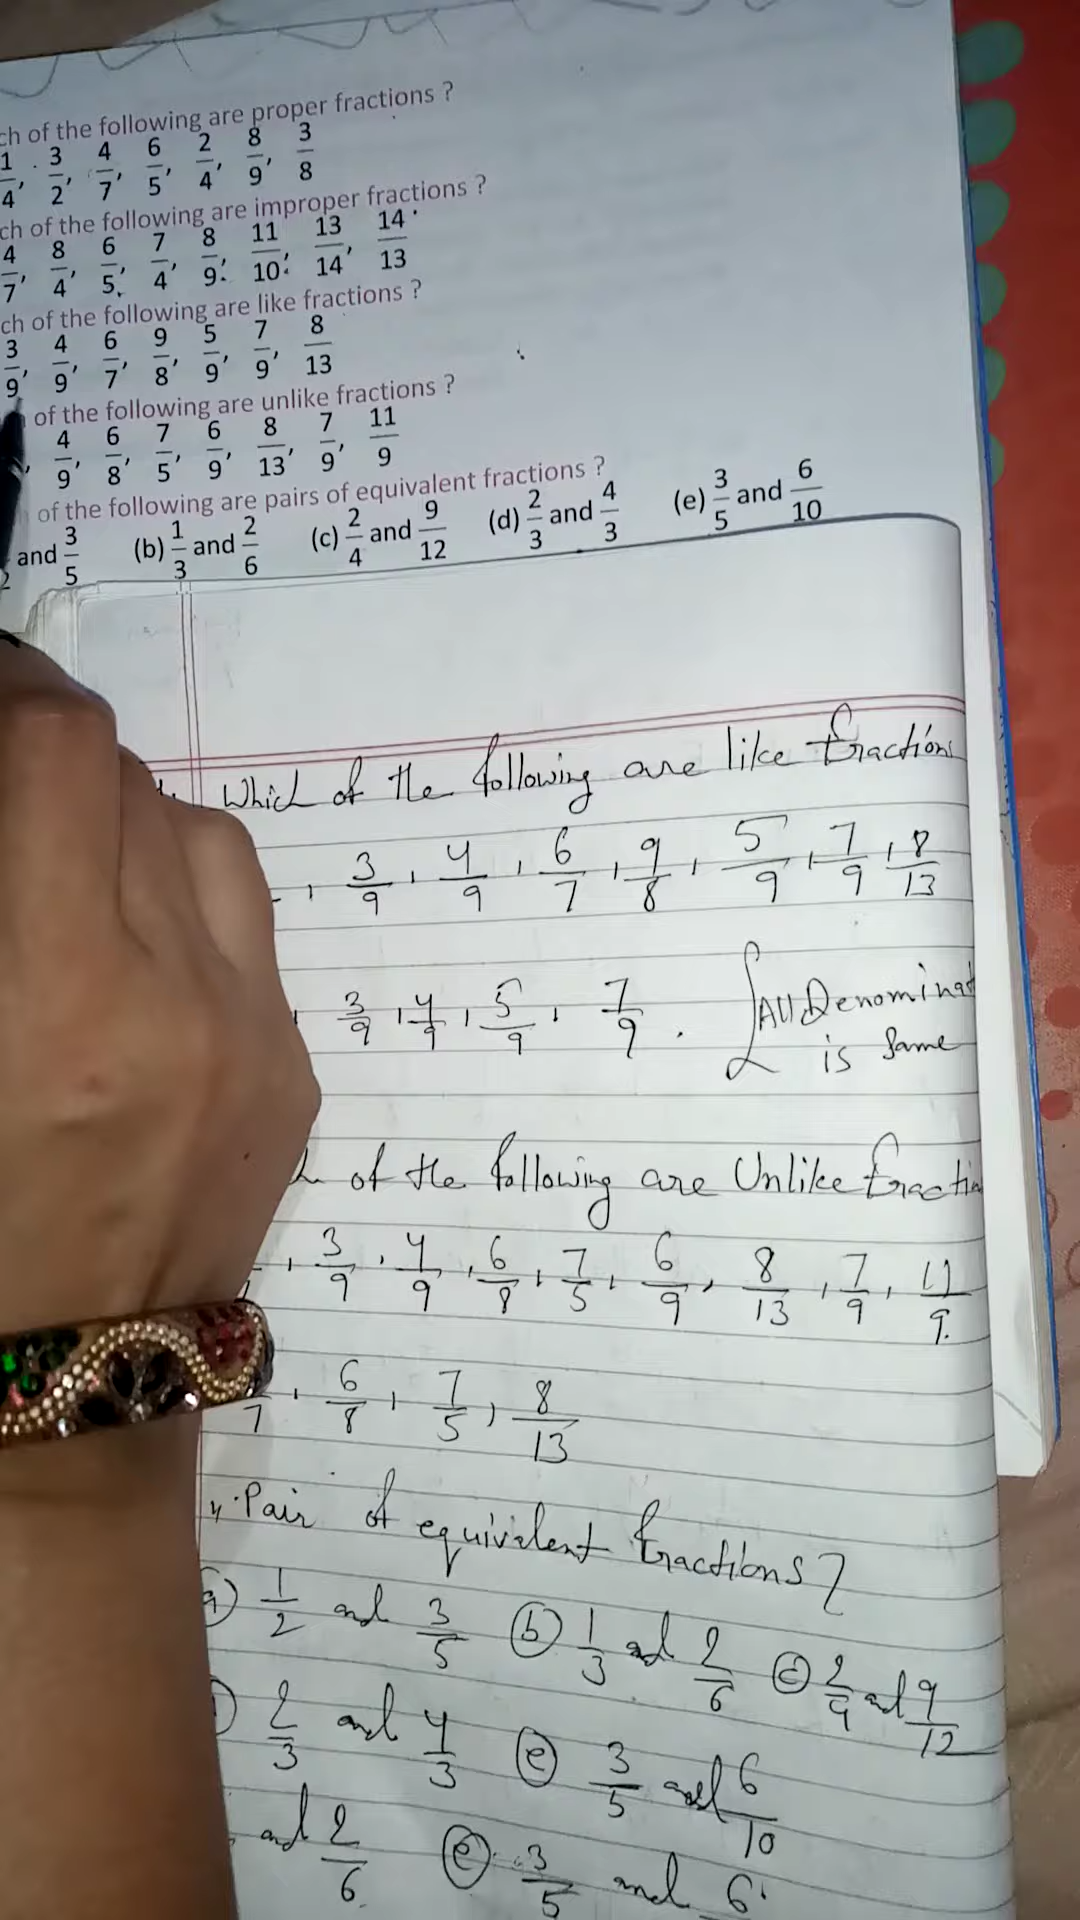 ch of the following are proper fractions ?
1/4, 3/2, 4/7, 6/5, 2/4, 8/9, 3/8
ch of the following are improper fractions ?
4/7, 8/4, 6/5, 7/4, 8/9, 11/10, 13/14, 14/13
ch of the following are like fractions ?
3/9, 4/9, 6/7, 9/8, 5/9, 7/9, 8/13
of the following are unlike fractions ?
, 4/9, 6/8, 7/5, 6/9, 8/13, 7/9, 11/9
of the following are pairs of equivalent fractions ?
and 3/5 (b) 1/3 and 2/6 (c) 2/4 and 9/12 (d) 2/3 and 4/3 (e) 3/5 and 6/10
Which of the following are like fractions
, 3/9, 4/9, 6/7, 9/8, 5/9, 7/9, 8/13
, 3/9, 4/9, 5/9, 7/9. All Denominat
is Same
of the following are Unlike fractio
, 3/9, 4/9, 6/8, 7/5, 6/9, 8/13, 7/9, 11/9.
7, 6/8, 7/5, 8/13
Pair of equivalent fractions?
a) 1/2 and 3/5 (b) 1/3 and 2/6 (c) 2/4 and 9/12
) 2/3 and 4/3 (e) 3/5 and 6/10
and 2/6 (e) 3/5 and 6